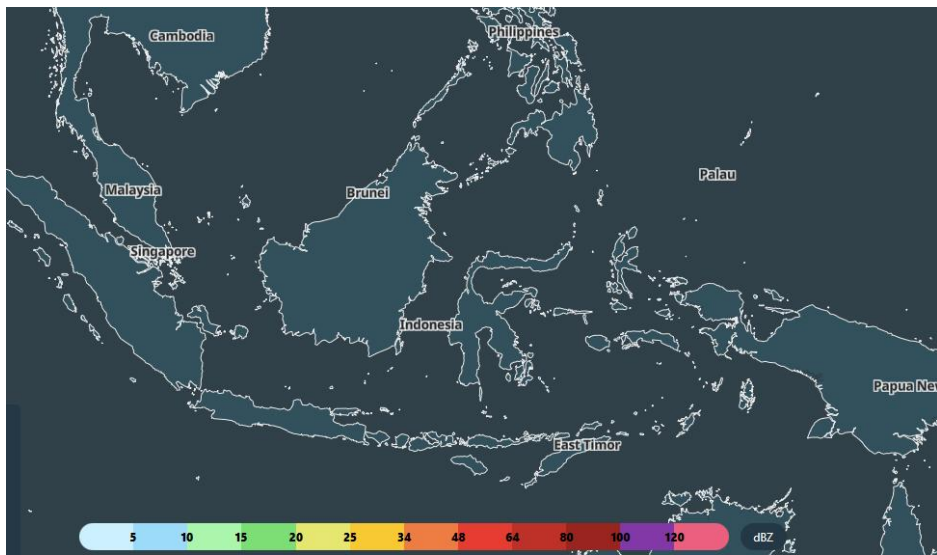 Cambodia
Philippines
Palau
Malaysia
Brunei
Singapore
Indonesia
Papua New
East Timor
5 10 15 20 25 34 48 64 80 100 120 dBZ